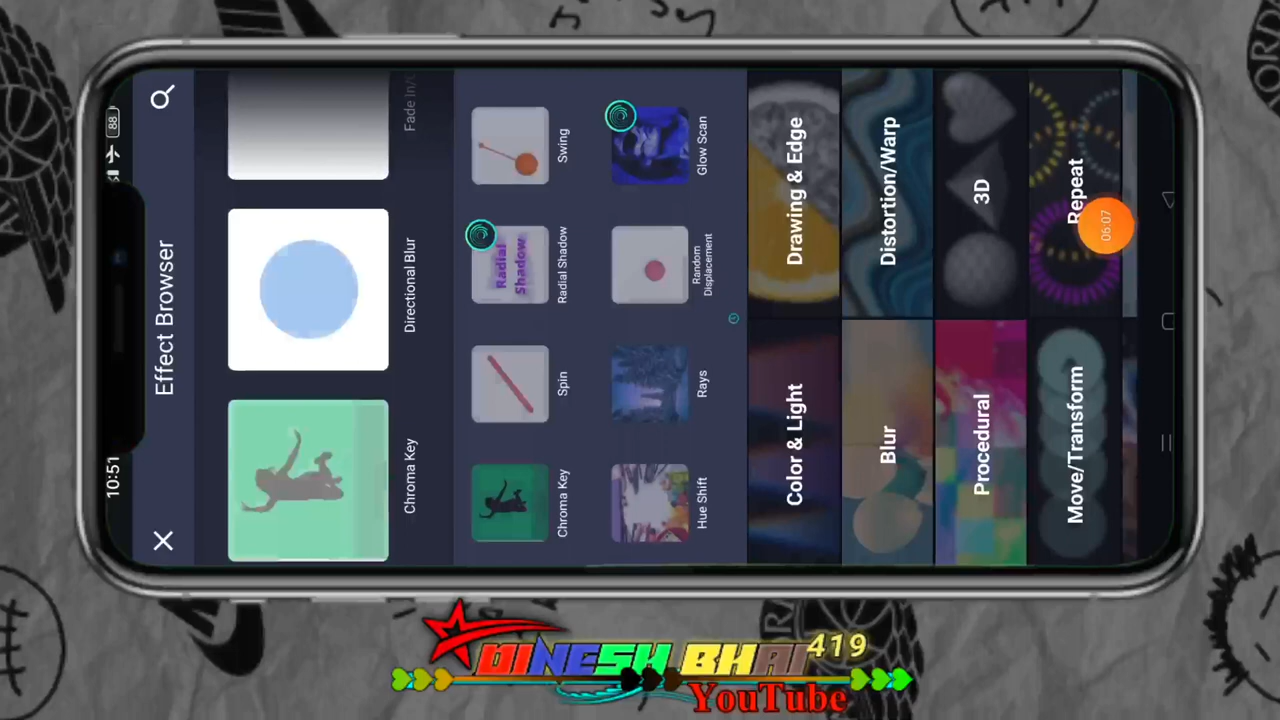 10:51
88
Effect Browser
Chroma Key
Directional Blur
Fade In/O
Chroma Key
Spin
Radial Shadow
Radial
Shadow
Swing
Hue Shift
Rays
Random
Displacement
Glow Scan
Color & Light
Drawing & Edge
Blur
Distortion/Warp
Procedural
3D
Move/Transform
Repeat
06:07
DINESH BHAI 419
YouTube